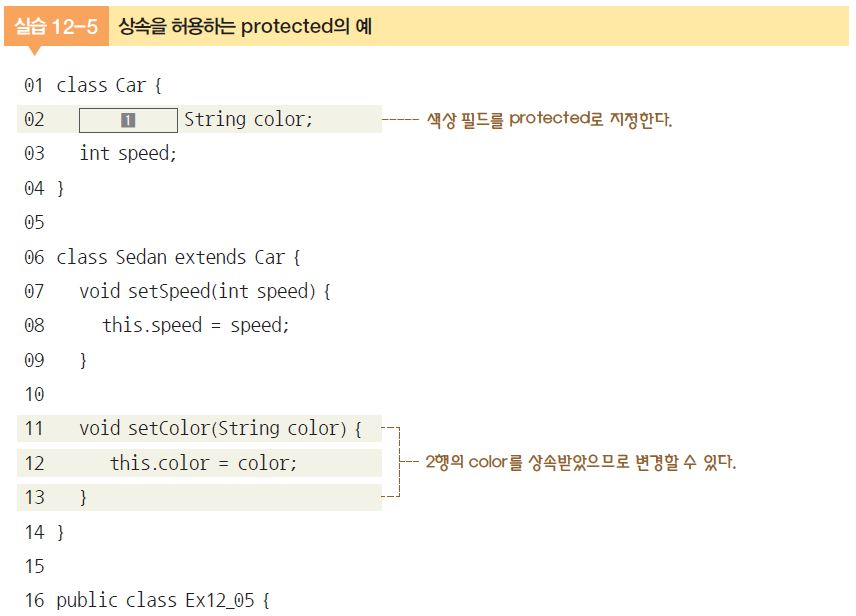 실습 12-5 상속을 허용하는 protected의 예
01 class Car {
02 1 String color; 색상 필드를 protected로 지정한다.
03 int speed;
04 }
05
06 class Sedan extends Car {
07 void setSpeed(int speed) {
08 this.speed = speed;
09 }
10
11 void setColor(String color) {
12 this.color = color; 2행의 color를 상속받았으므로 변경할 수 있다.
13 }
14 }
15
16 public class Ex12_05 {